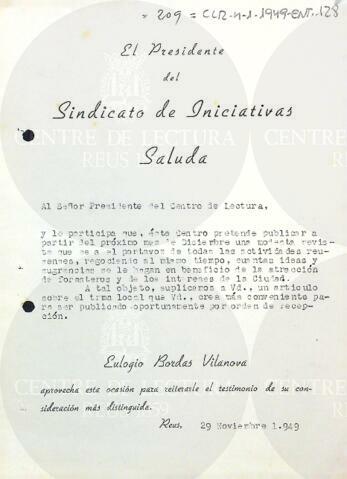 = 209 = CLR-4-1-1949-ENT.-128
El Presidente
del
Sindicato de Iniciativas
Saluda
Al Señor Presidente del Centro de Lectura,
y le participa que, éste Centro pretende publicar a
partir del próximo mes de Diciembre una modesta revis-
ta que sea el portavoz de todas las actividades reu-
senses, recogiendo al mismo tiempo, cuantas ideas y
sugerencias se le hagan en beneficio de la atracción
de forasteros y de los intereses de la Ciudad.
A tal objeto, suplicamos a Vd., un artículo
sobre el tema local que Vd., crea más conveniente pa-
ra ser publicado oportunamente por orden de recep-
ción.
Eulogio Bordas Vilanova
aprovecha esta ocasión para reiterarle el testimonio de su con-
sideración más distinguida.
Reus, 29 Noviembre 1.949
CENTRE DE LECTURA
REUS